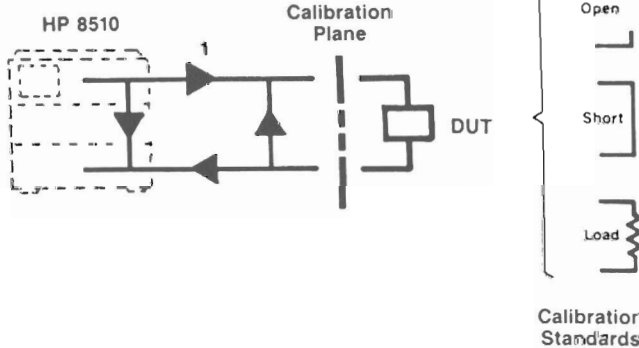 HP 8510
1
Calibration
Plane
DUT
Open
Short
Load
Calibration
Standards